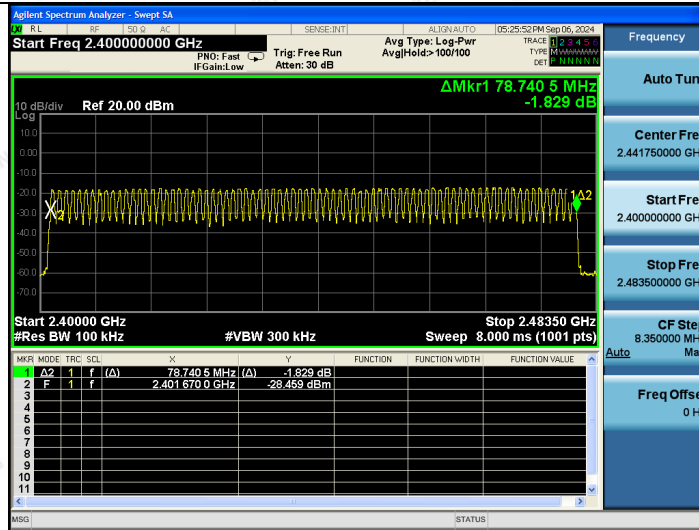 Agilent Spectrum Analyzer - Swept SA
LXI RL RF 50 Ω AC SENSE:INT ALIGNAUTO 05:25:52 PM Sep 06, 2024
Start Freq 2.400000000 GHz
PNO: Fast
IFGain:Low
Trig: Free Run
Atten: 30 dB
Avg Type: Log-Pwr
Avg|Hold:>100/100
TRACE 1 2 3 4 5 6
TYPE M
DET P N N N N N
ΔMkr1 78.740 5 MHz
-1.829 dB
10 dB/div Ref 20.00 dBm
Log
10.0
0.00
-10.0
-20.0
-30.0
-40.0
-50.0
-60.0
-70.0
2
1Δ2
Start 2.40000 GHz Stop 2.48350 GHz
#Res BW 100 kHz #VBW 300 kHz Sweep 8.000 ms (1001 pts)
MKR MODE TRC SCL X Y FUNCTION FUNCTION WIDTH FUNCTION VALUE
1 Δ2 1 f (Δ) 78.740 5 MHz (Δ) -1.829 dB
2 F 1 f 2.401 670 0 GHz -28.459 dBm
3
4
5
6
7
8
9
10
11
MSG STATUS
Frequency
Auto Tun
Center Fre
2.441750000 GH
Start Fre
2.400000000 GH
Stop Fre
2.483500000 GH
CF Ste
8.350000 MH
Auto Ma
Freq Offse
0 H